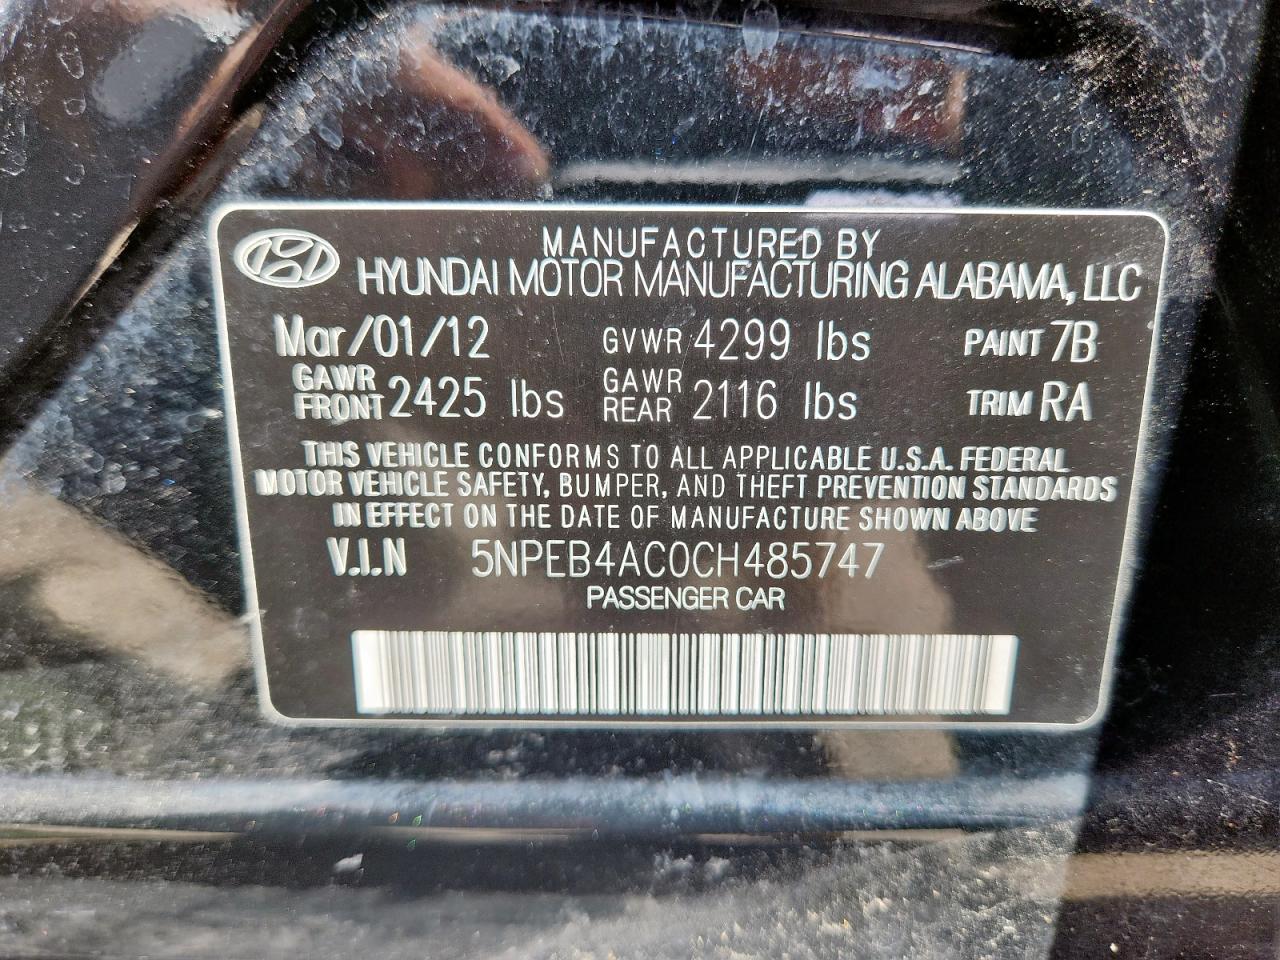 MANUFACTURED BY
HYUNDAI MOTOR MANUFACTURING ALABAMA, LLC
Mar/01/12 GVWR 4299 lbs PAINT 7B
GAWR FRONT 2425 lbs GAWR REAR 2116 lbs TRIM RA
THIS VEHICLE CONFORMS TO ALL APPLICABLE U.S.A. FEDERAL
MOTOR VEHICLE SAFETY, BUMPER, AND THEFT PREVENTION STANDARDS
IN EFFECT ON THE DATE OF MANUFACTURE SHOWN ABOVE
V.I.N 5NPEB4AC0CH485747
PASSENGER CAR